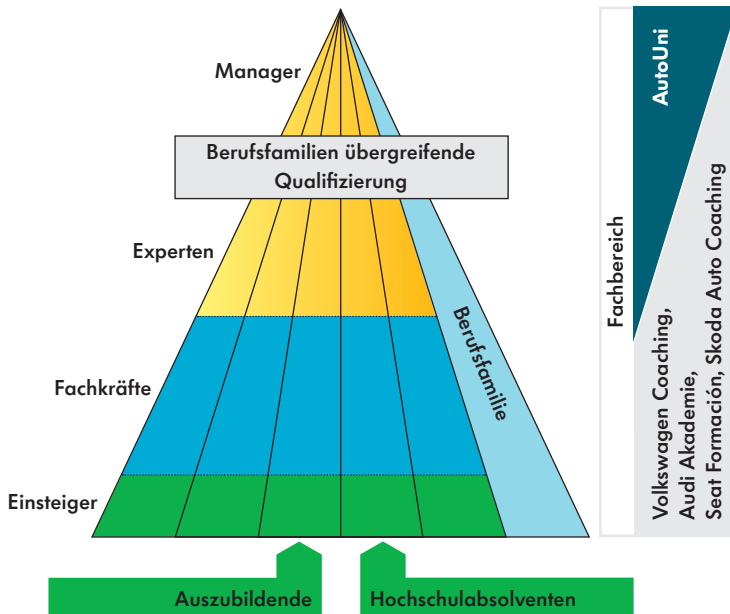 Manager
Berufsfamilien übergreifende
Qualifizierung
Experten
Fachkräfte
Einsteiger
Berufsfamilie
Auszubildende
Hochschulabsolventen
Fachbereich
AutoUni
Volkswagen Coaching,
Audi Akademie,
Seat Formación, Skoda Auto Coaching